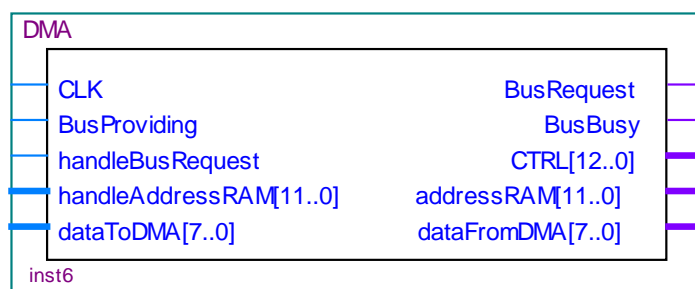 DMA
CLK BusRequest
BusProviding BusBusy
handleBusRequest CTRL[12..0]
handleAddressRAM[11..0] addressRAM[11..0]
dataToDMA[7..0] dataFromDMA[7..0]
inst6